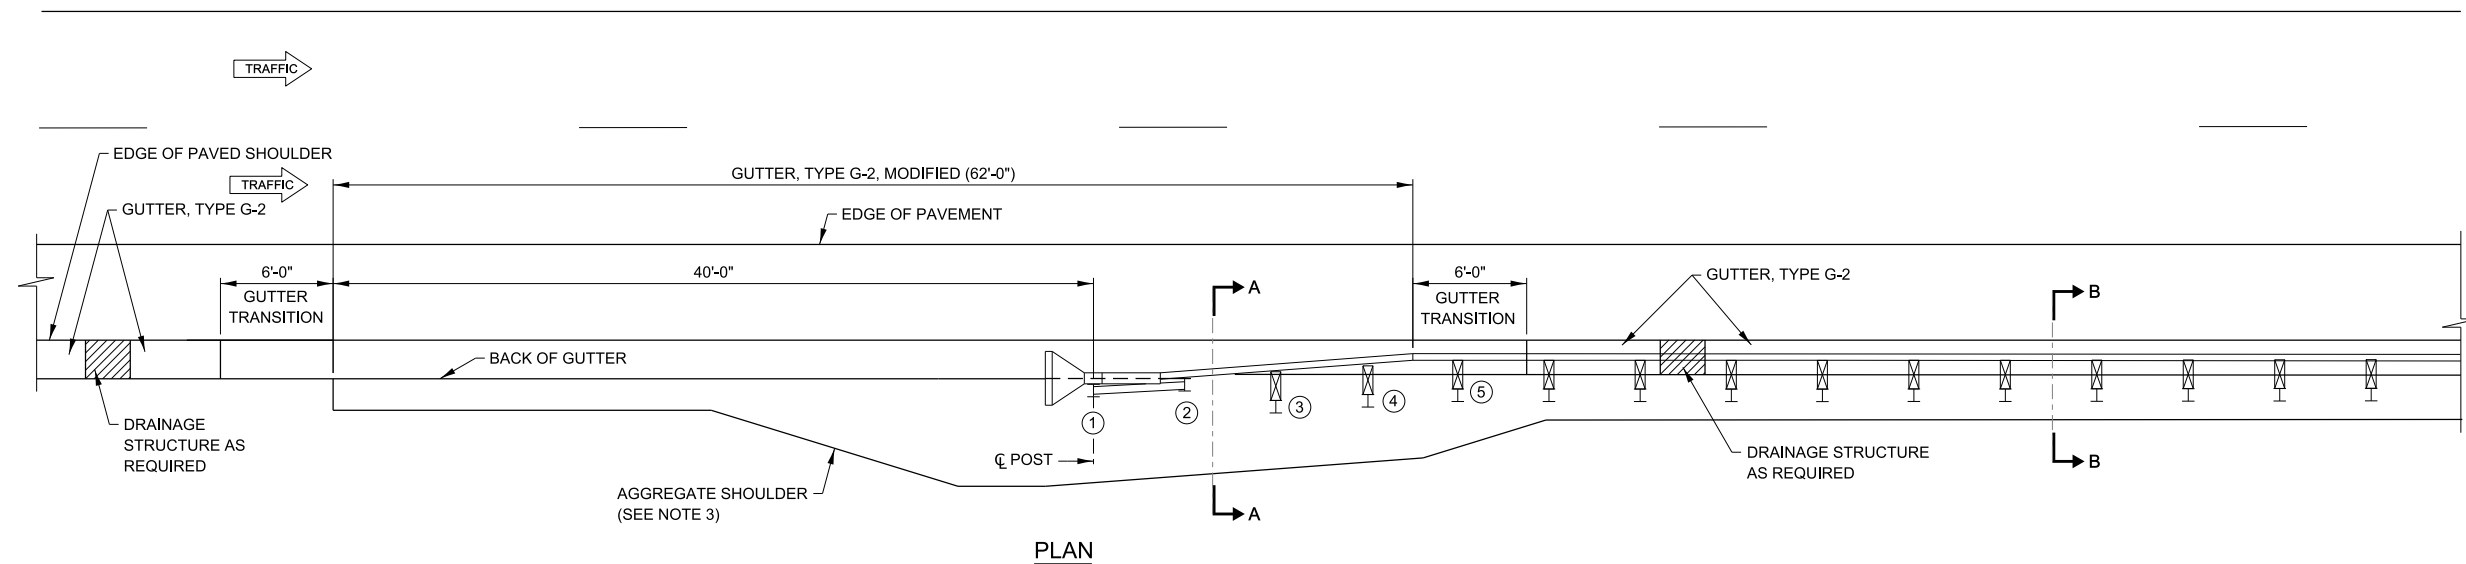 TRAFFIC
EDGE OF PAVED SHOULDER
TRAFFIC
GUTTER, TYPE G-2, MODIFIED (62'-0")
GUTTER, TYPE G-2
EDGE OF PAVEMENT
6'-0"
GUTTER
TRANSITION
40'-0"
A
6'-0"
GUTTER
TRANSITION
GUTTER, TYPE G-2
B
BACK OF GUTTER
1
2
3
4
5
DRAINAGE
STRUCTURE AS
REQUIRED
℄ POST
DRAINAGE STRUCTURE
AS REQUIRED
B
AGGREGATE SHOULDER
(SEE NOTE 3)
A
PLAN